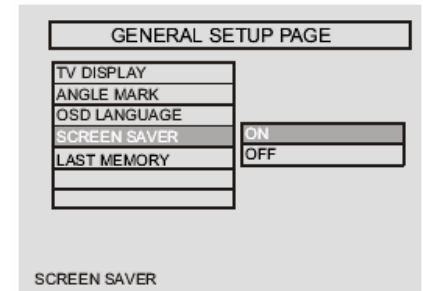 GENERAL SETUP PAGE
TV DISPLAY
ANGLE MARK
OSD LANGUAGE
SCREEN SAVER
ON
LAST MEMORY
OFF
SCREEN SAVER